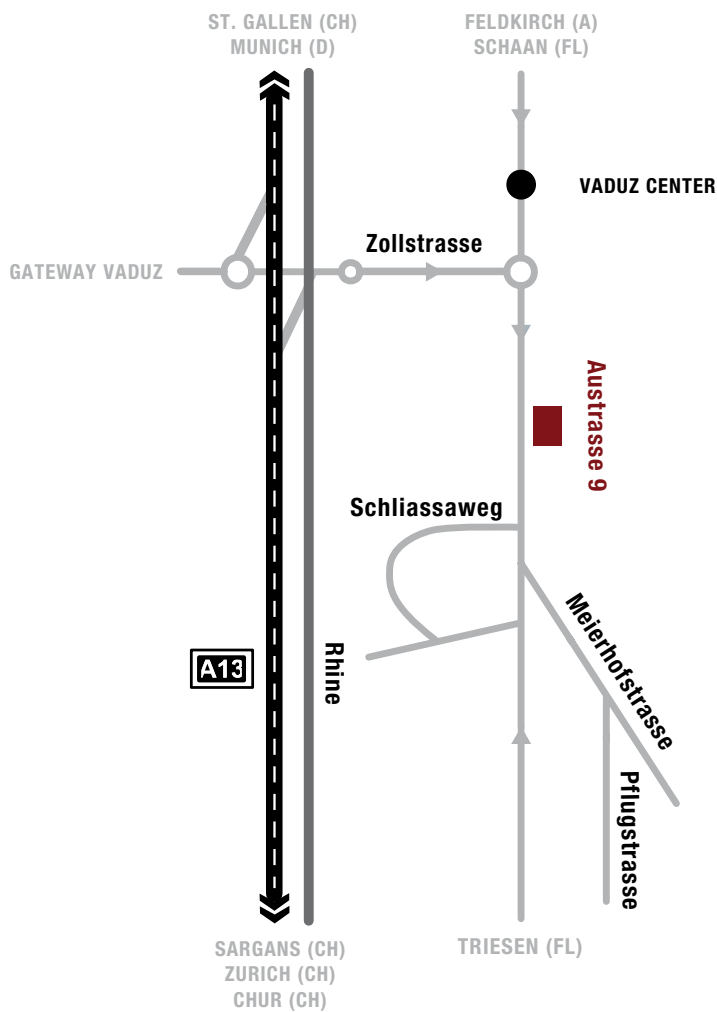 ST. GALLEN (CH)
MUNICH (D)
FELDKIRCH (A)
SCHAAN (FL)
VADUZ CENTER
Zollstrasse
GATEWAY VADUZ
Austrasse 9
Schliassaweg
Meierhofstrasse
A13
Rhine
Pflugstrasse
SARGANS (CH)
ZURICH (CH)
CHUR (CH)
TRIESEN (FL)